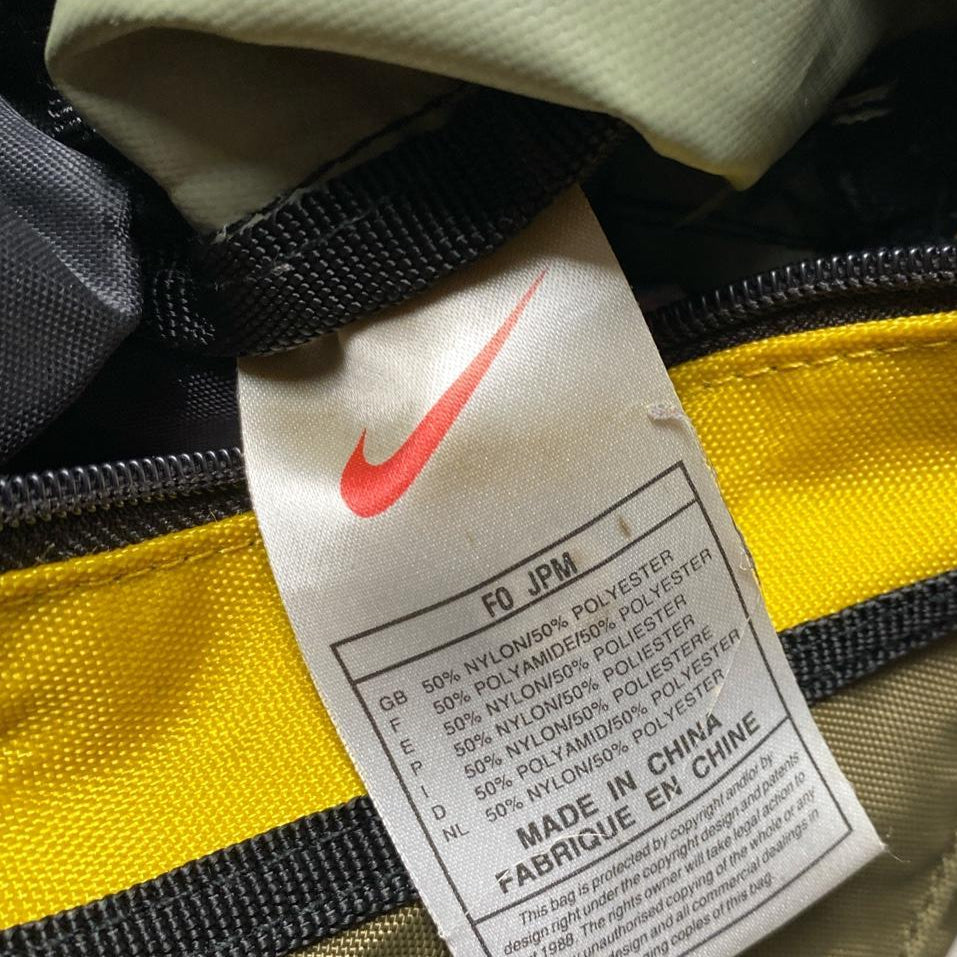 FO JPM
GB 50% NYLON/50% POLYESTER
F 50% POLYAMIDE/50% POLYESTER
E 50% NYLON/50% POLIESTER
P 50% NYLON/50% POLIESTER
I 50% NYLON/50% POLIESTERE
D 50% POLYAMID/50% POLYESTER
NL 50% NYLON/50% POLYESTER
MADE IN CHINA
FABRIQUE EN CHINE
This bag is protected by copyright and/or by
design right under the copyright design and patents
1988. The rights owner will take legal action to
unauthorised copying of the whole or any
design and all commercial dealings in
copies of this bag.